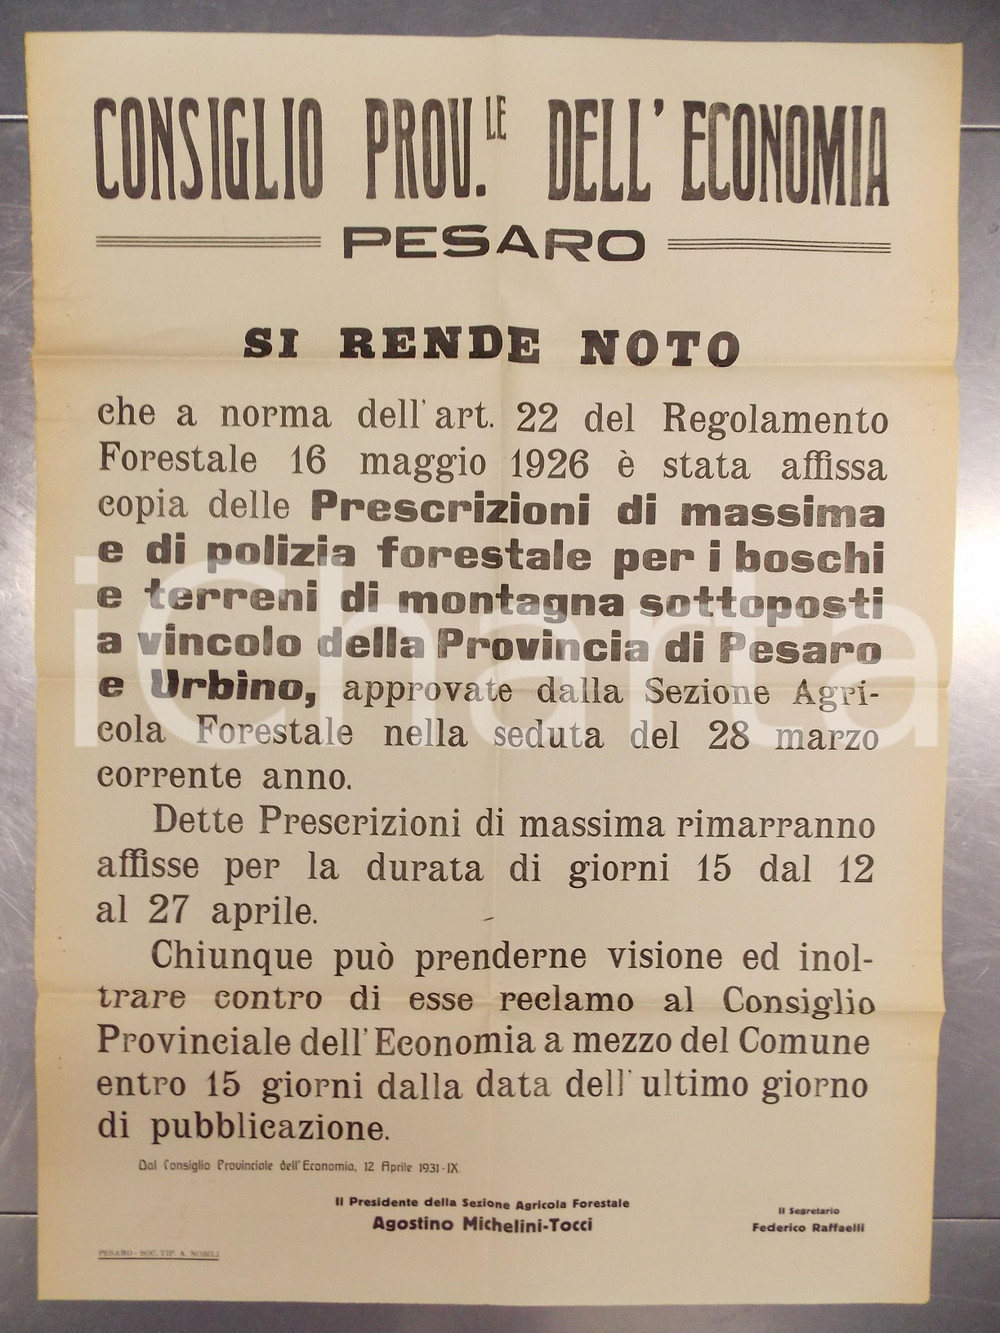 CONSIGLIO PROV.LE DELL'ECONOMIA
PESARO
SI RENDE NOTO
che a norma dell'art. 22 del Regolamento
Forestale 16 maggio 1926 è stata affissa
copia delle Prescrizioni di massima
e di polizia forestale per i boschi
e terreni di montagna sottoposti
a vincolo della Provincia di Pesaro
e Urbino, approvate dalla Sezione Agri-
cola Forestale nella seduta del 28 marzo
corrente anno.
Dette Prescrizioni di massima rimarranno
affisse per la durata di giorni 15 dal 12
al 27 aprile.
Chiunque può prenderne visione ed inol-
trare contro di esse reclamo al Consiglio
Provinciale dell'Economia a mezzo del Comune
entro 15 giorni dalla data dell'ultimo giorno
di pubblicazione.
Dal Consiglio Provinciale dell'Economia, 12 Aprile 1931-IX.
Il Presidente della Sezione Agricola Forestale
Agostino Michelini-Tocci
Il Segretario
Federico Raffaelli
PESARO - SOC. TIP. A. NOBILI
iCharta